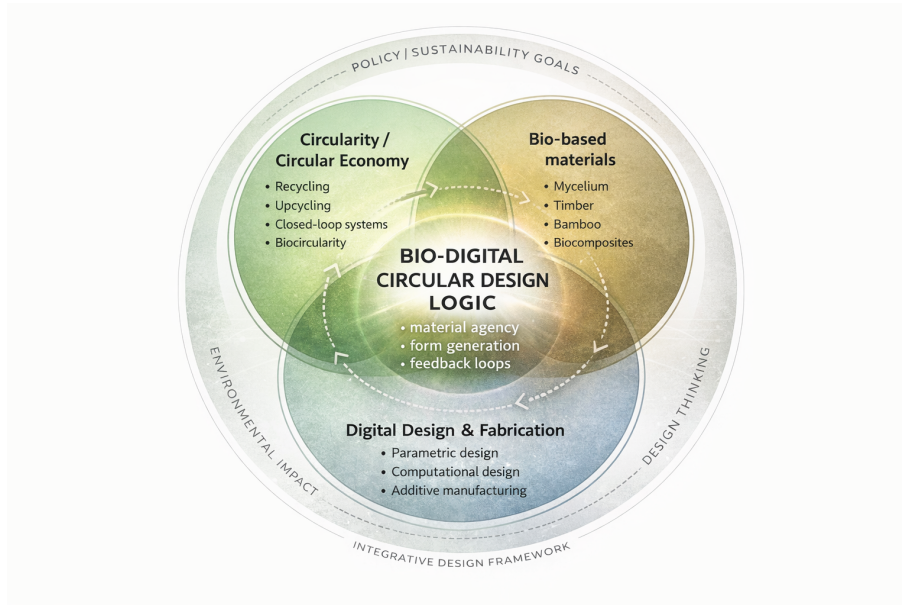 POLICY / SUSTAINABILITY GOALS
Circularity /
Circular Economy
• Recycling
• Upcycling
• Closed-loop systems
• Biocircularity
Bio-based
materials
• Mycelium
• Timber
• Bamboo
• Biocomposites
BIO-DIGITAL
CIRCULAR DESIGN
LOGIC
• material agency
• form generation
• feedback loops
Digital Design & Fabrication
• Parametric design
• Computational design
• Additive manufacturing
ENVIRONMENTAL IMPACT
DESIGN THINKING
INTEGRATIVE DESIGN FRAMEWORK